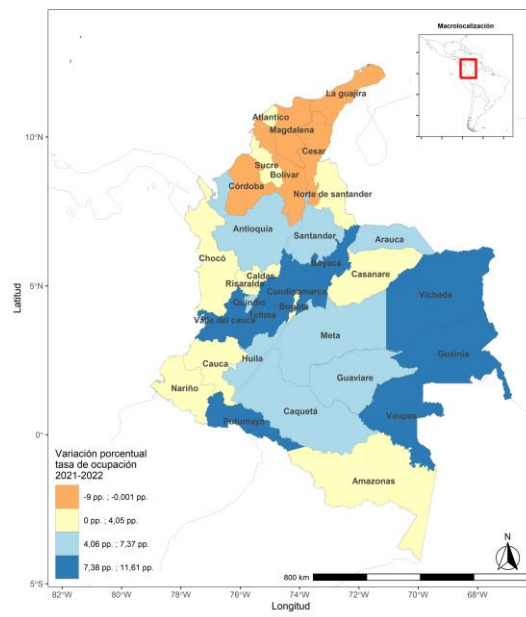 Macrolocalización
La guajira
Atlantico
10°N
Magdalena
Cesar
Sucre
Bolívar
Córdoba
Norte de santander
Antioquia
Santander
Arauca
Chocó
Boyacá
Caldas
Casanare
5°N
Risaralda
Cundinamarca
Vichada
Quindio
Bogota
Valle del cauca
Tolima
Meta
Guainia
Huila
Cauca
Guaviare
Nariño
Caquetá
Vaupes
Putumayo
0°
Latitud
Variación porcentual
tasa de ocupación
2021-2022
Amazonas
-9 pp. ; -0,001 pp.
0 pp. ; 4,05 pp.
4,06 pp. ; 7,37 pp.
7,38 pp. ; 11,61 pp.
N
800 km
5°S
82°W 80°W 78°W 76°W 74°W 72°W 70°W 68°W
Longitud